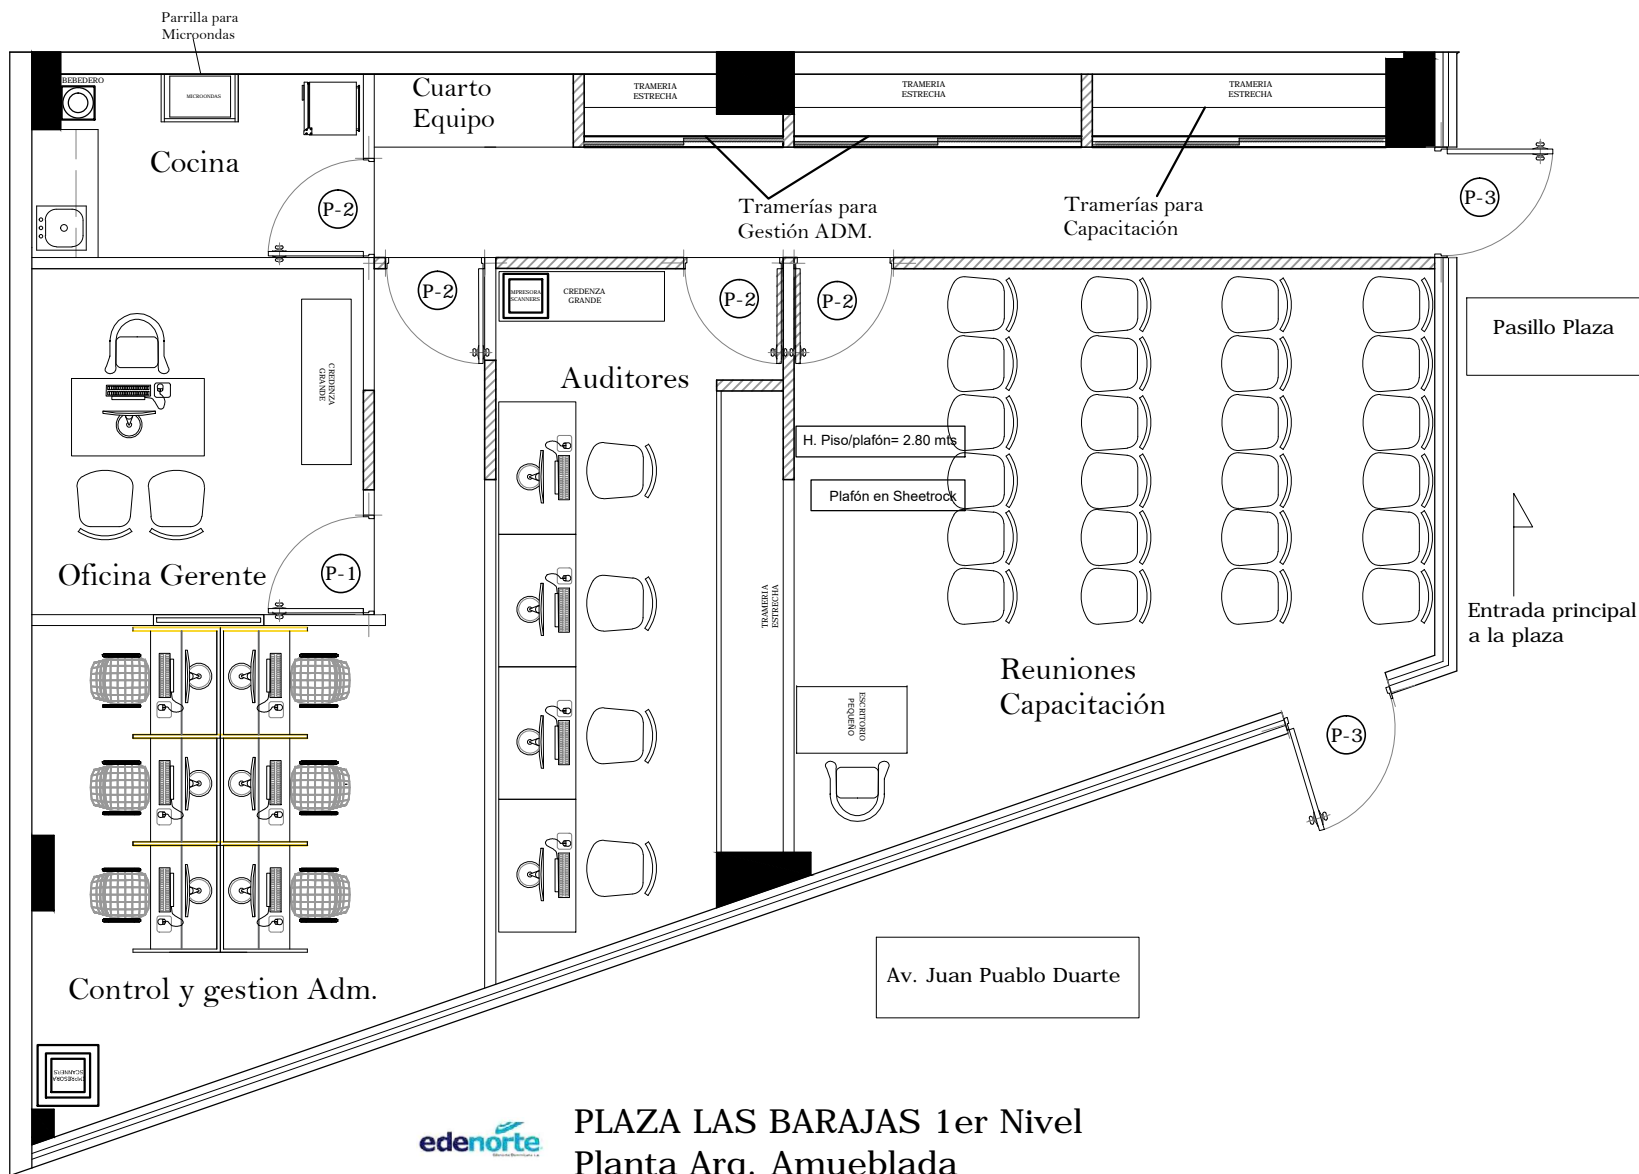 Parrilla para
Microondas
BEBEDERO
MICROONDAS
Cocina
P-2
Cuarto
Equipo
TRAMERIA
ESTRECHA
TRAMERIA
ESTRECHA
TRAMERIA
ESTRECHA
Tramerías para
Gestión ADM.
Tramerías para
Capacitación
P-3
P-2
IMPRESORA
SCANNERS
CREDENZA
GRANDE
P-2
P-2
Pasillo Plaza
CREDENZA
GRANDE
Auditores
H. Piso/plafón= 2.80 mts
Plafón en Sheetrock
Oficina Gerente
P-1
TRAMERIA
ESTRECHA
Entrada principal
a la plaza
Reuniones
Capacitación
ESCRITORIO
PEQUEÑO
P-3
Control y gestion Adm.
Av. Juan Puablo Duarte
IMPRESORA
SCANNERS
edenorte
PLAZA LAS BARAJAS 1er Nivel
Planta Arq. Amueblada